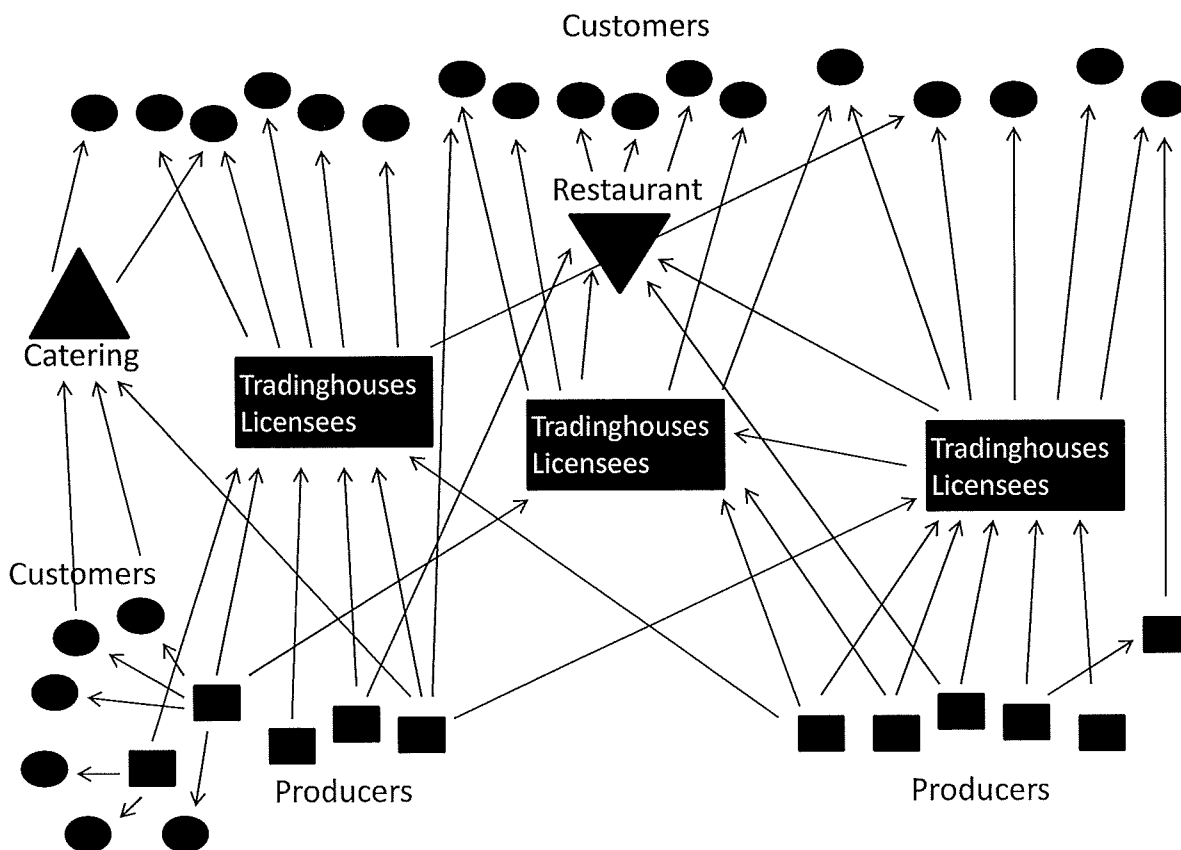 Customers
Restaurant
Catering
Tradinghouses
Licensees
Tradinghouses
Licensees
Tradinghouses
Licensees
Customers
Producers
Producers